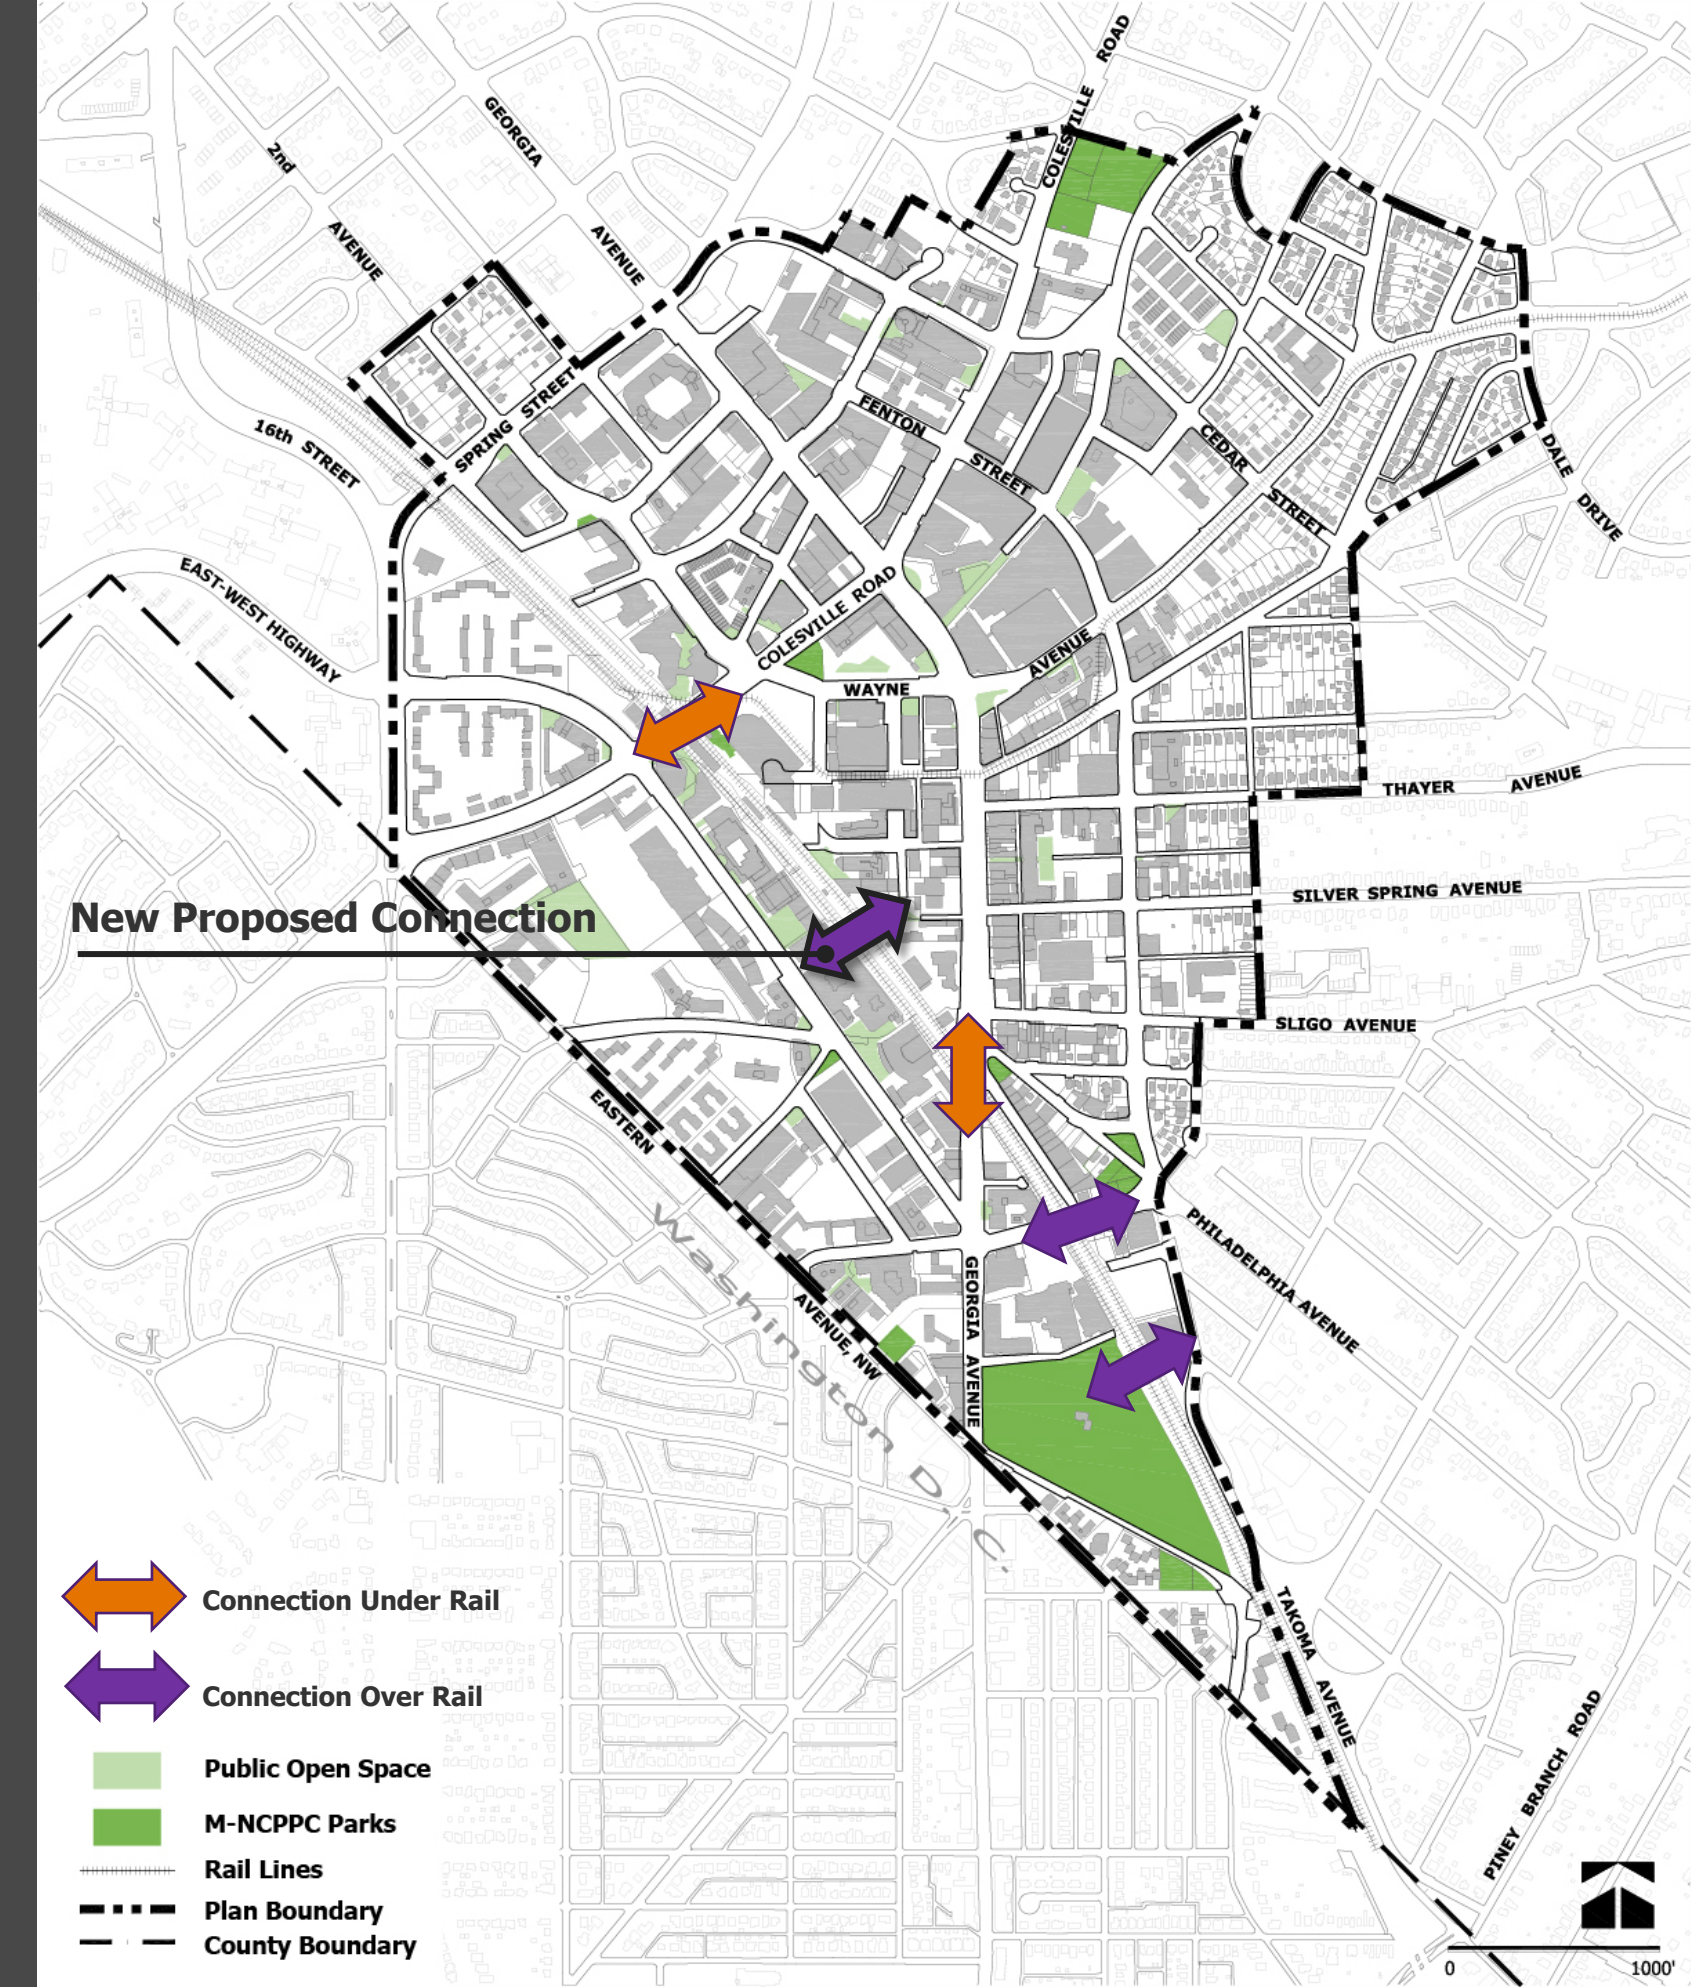 COLESVILLE ROAD
GEORGIA AVENUE
2nd AVENUE
SPRING STREET
16th STREET
FENTON STREET
CEDAR STREET
DALE DRIVE
EAST-WEST HIGHWAY
COLESVILLE ROAD
WAYNE AVENUE
THAYER AVENUE
SILVER SPRING AVENUE
New Proposed Connection
SLIGO AVENUE
EASTERN AVENUE, NW
PHILADELPHIA AVENUE
GEORGIA AVENUE
Washington D. C.
TAKOMA AVENUE
PINEY BRANCH ROAD
Connection Under Rail
Connection Over Rail
Public Open Space
M-NCPPC Parks
Rail Lines
Plan Boundary
County Boundary
0 1000'